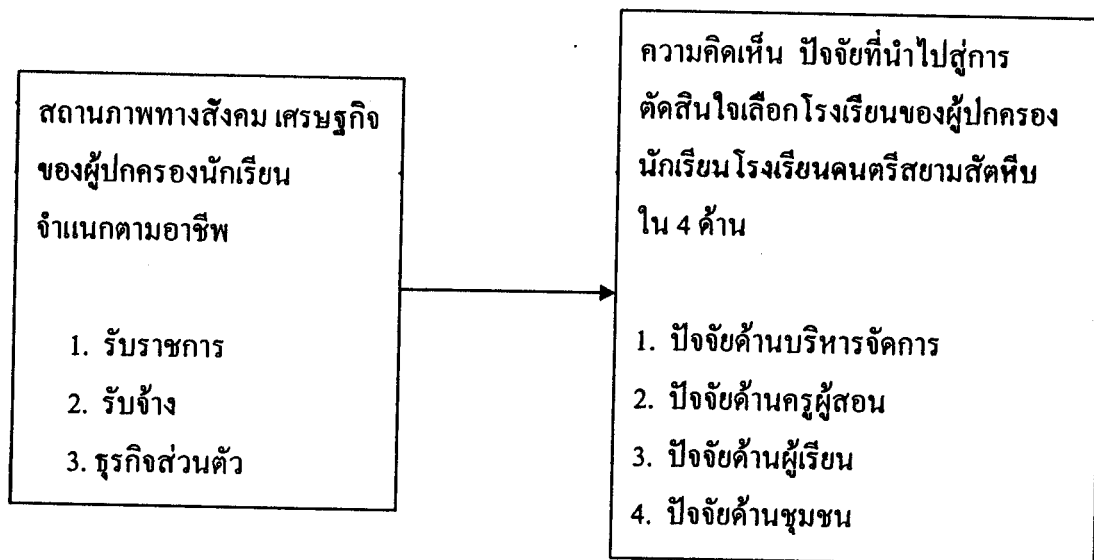 สถานภาพทางสังคม เศรษฐกิจ
ของผู้ปกครองนักเรียน
จำแนกตามอาชีพ
1. รับราชการ
2. รับจ้าง
3. ธุรกิจส่วนตัว
ความคิดเห็น ปัจจัยที่นำไปสู่การ
ตัดสินใจเลือกโรงเรียนของผู้ปกครอง
นักเรียนโรงเรียนดนตรีสยามสัตหีบ
ใน 4 ด้าน
1. ปัจจัยด้านบริหารจัดการ
2. ปัจจัยด้านครูผู้สอน
3. ปัจจัยด้านผู้เรียน
4. ปัจจัยด้านชุมชน